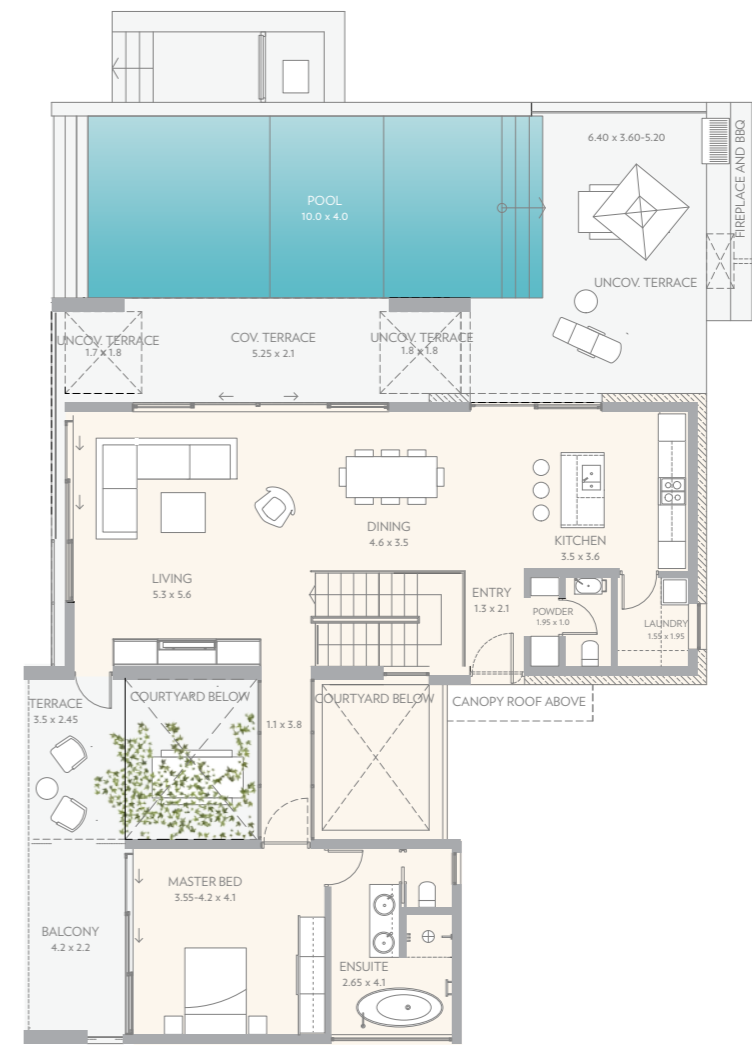 6.40 x 3.60-5.20
FIREPLACE AND BBQ
POOL
10.0 x 4.0
UNCOV. TERRACE
UNCOV. TERRACE
1.7 x 1.8
COV. TERRACE
5.25 x 2.1
UNCOV. TERRACE
1.8 x 1.8
DINING
4.6 x 3.5
KITCHEN
3.5 x 3.6
LIVING
5.3 x 5.6
ENTRY
1.3 x 2.1
POWDER
1.95 x 1.0
LAUNDRY
1.55 x 1.95
TERRACE
3.5 x 2.45
COURTYARD BELOW
1.1 x 3.8
COURTYARD BELOW
CANOPY ROOF ABOVE
MASTER BED
3.55-4.2 x 4.1
BALCONY
4.2 x 2.2
ENSUITE
2.65 x 4.1